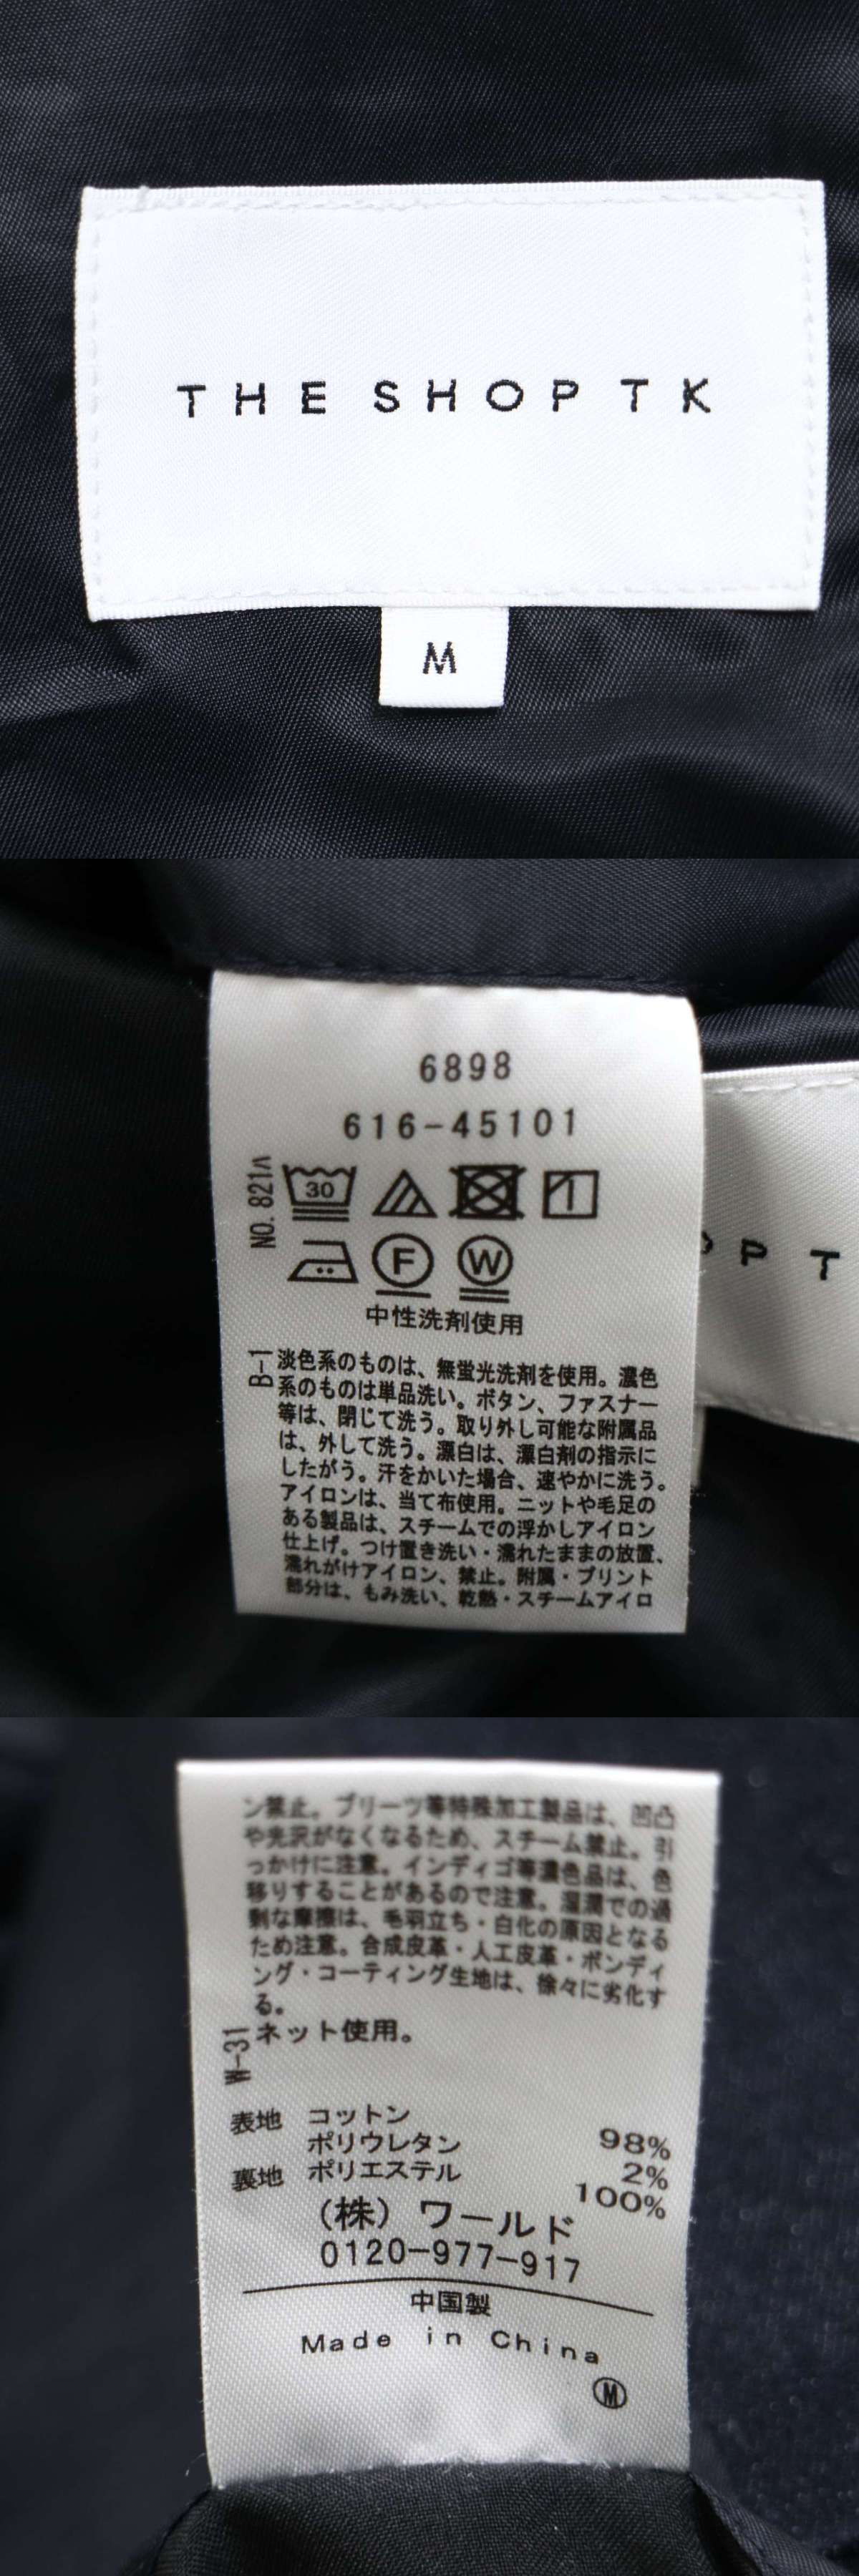 THE SHOP TK
M
6898
616-45101
NO. 821A
30
F
W
中性洗剤使用
B-1
淡色系のものは、無蛍光洗剤を使用。濃色
系のものは単品洗い。ボタン、ファスナー
等は、閉じて洗う。取り外し可能な附属品
は、外して洗う。漂白は、漂白剤の指示に
したがう。汗をかいた場合、速やかに洗う。
アイロンは、当て布使用。ニットや毛足の
ある製品は、スチームでの浮かしアイロン
仕上げ。つけ置き洗い・濡れたままの放置、
濡れがけアイロン、禁止。附属・プリント
部分は、もみ洗い、乾熱・スチームアイロ
P T
ン禁止。プリーツ等特殊加工製品は、凹凸
や光沢がなくなるため、スチーム禁止。引
っかけに注意。インディゴ等濃色品は、色
移りすることがあるので注意。湿潤での過
剰な摩擦は、毛羽立ち・白化の原因となる
ため注意。合成皮革・人工皮革・ボンディ
ング・コーティング生地は、徐々に劣化す
る。
W-31
ネット使用。
表地 コットン 98%
ポリウレタン 2%
裏地 ポリエステル 100%
(株) ワールド
0120-977-917
中国製
Made in China
Ⓜ